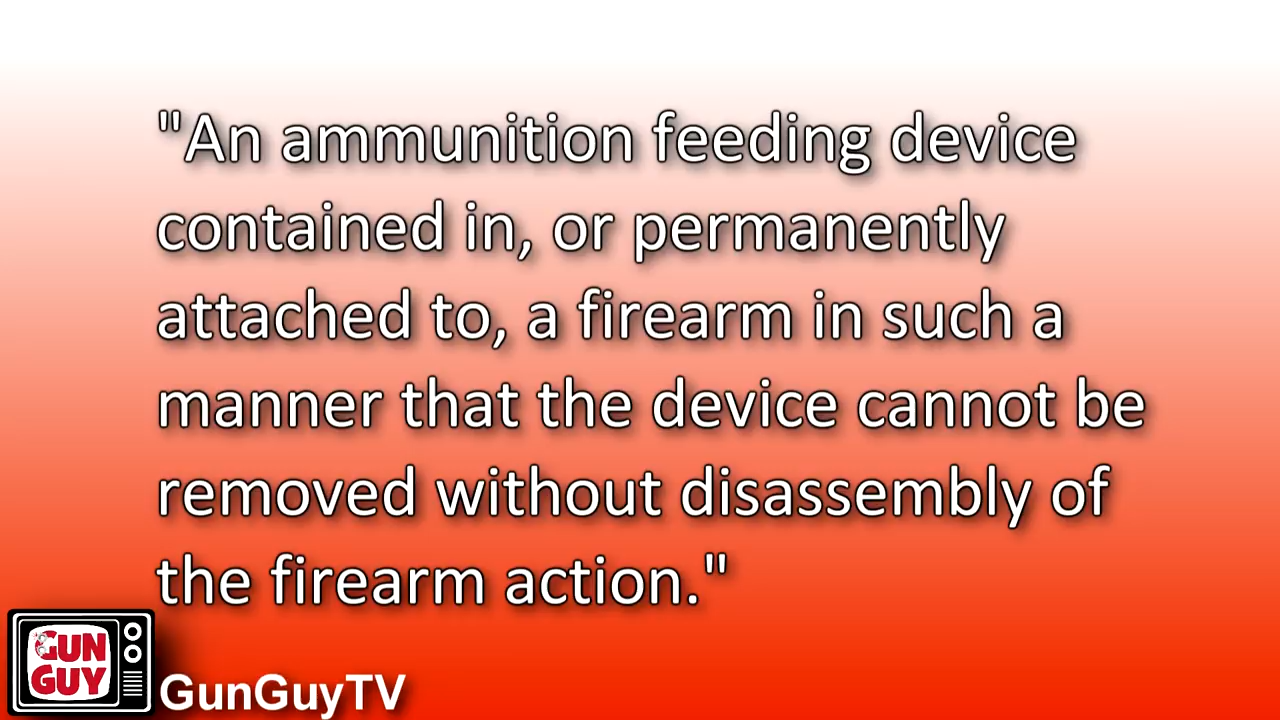 "An ammunition feeding device
contained in, or permanently
attached to, a firearm in such a
manner that the device cannot be
removed without disassembly of
the firearm action."
GUN
GUY
GunGuyTV